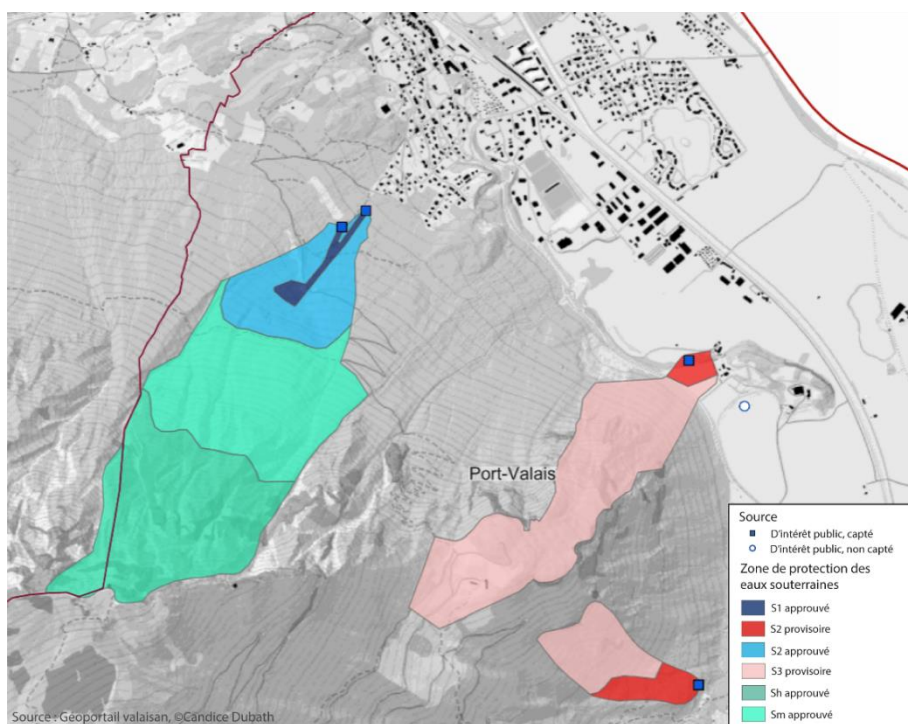 Port-Valais
Source
D'intérêt public, capté
D'intérêt public, non capté
Zone de protection des
eaux souterraines
S1 approuvé
S2 provisoire
S2 approuvé
S3 provisoire
Sh approuvé
Sm approuvé
Source : Géoportail valaisan, ©Candice Dubath